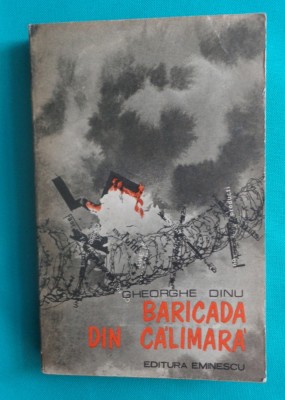 GHEORGHE DINU
BARICADA
DIN CĂLIMARĂ
EDITURA EMINESCU